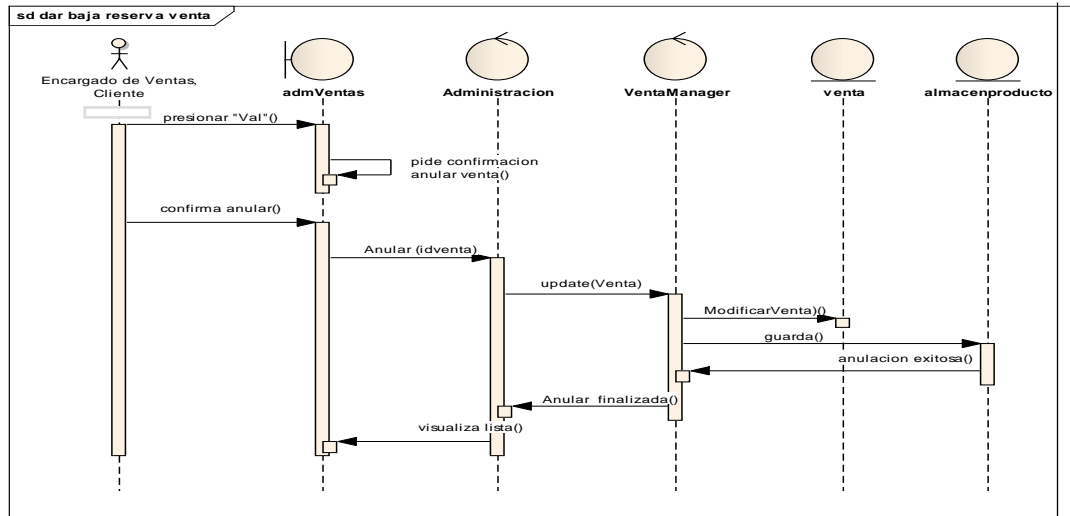 sd dar baja reserva venta
Encargado de Ventas,
Cliente
admVentas
Administracion
VentaManager
venta
almacenproducto
presionar "Val"()
pide confirmacion
anular venta()
confirma anular()
Anular (idventa)
update(Venta)
ModificarVenta)()
guarda()
anulacion exitosa()
Anular finalizada()
visualiza lista()